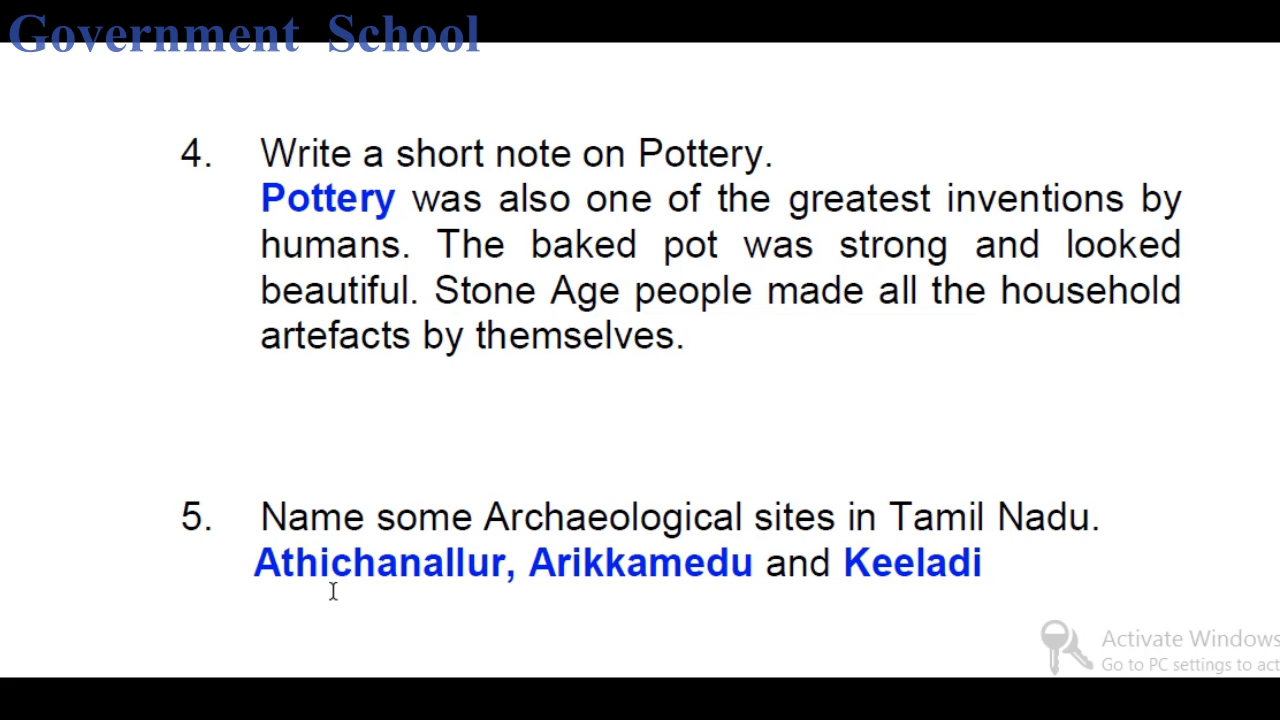 Government School
4. Write a short note on Pottery.
Pottery was also one of the greatest inventions by
humans. The baked pot was strong and looked
beautiful. Stone Age people made all the household
artefacts by themselves.
5. Name some Archaeological sites in Tamil Nadu.
Athichanallur, Arikkamedu and Keeladi
Activate Windows
Go to PC settings to act